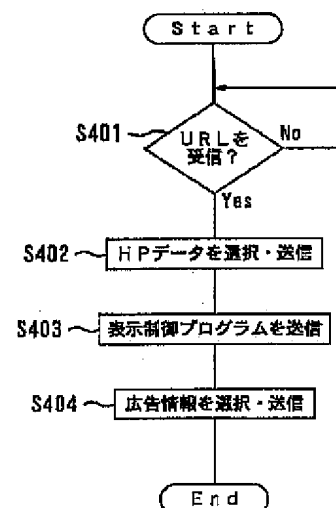 Start
S401
URLを
受信？
No
Yes
S402
HPデータを選択・送信
S403
表示制御プログラムを送信
S404
広告情報を選択・送信
End